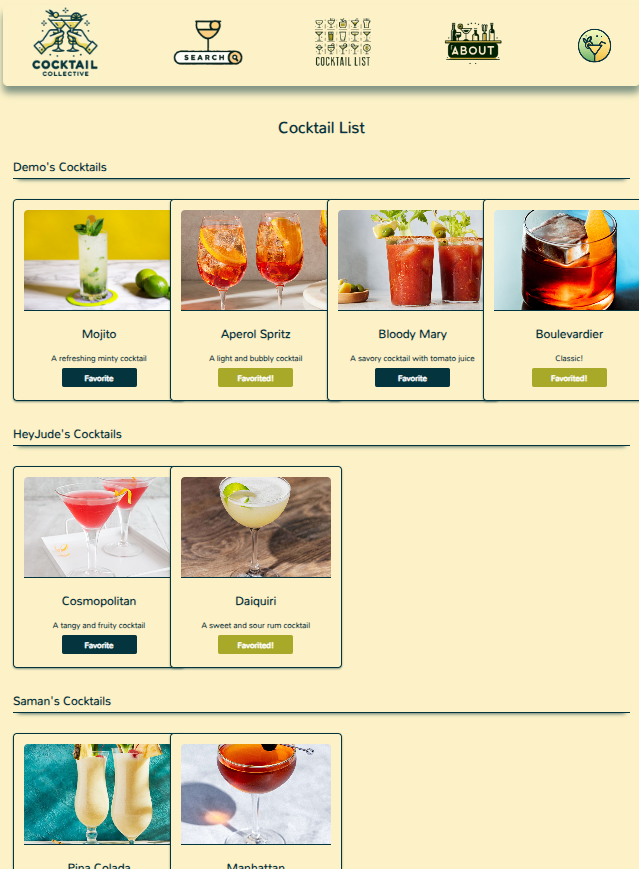 COCKTAIL
COLLECTIVE
SEARCH
COCKTAIL LIST
ABOUT
Cocktail List
Demo's Cocktails
Mojito
Aperol Spritz
Bloody Mary
Boulevardier
A refreshing minty cocktail
A light and bubbly cocktail
A savory cocktail with tomato juice
Classic!
Favorite
Favorited!
Favorite
Favorited!
HeyJude's Cocktails
Cosmopolitan
Daiquiri
A tangy and fruity cocktail
A sweet and sour rum cocktail
Favorite
Favorited!
Saman's Cocktails
Pina Colada
Manhattan